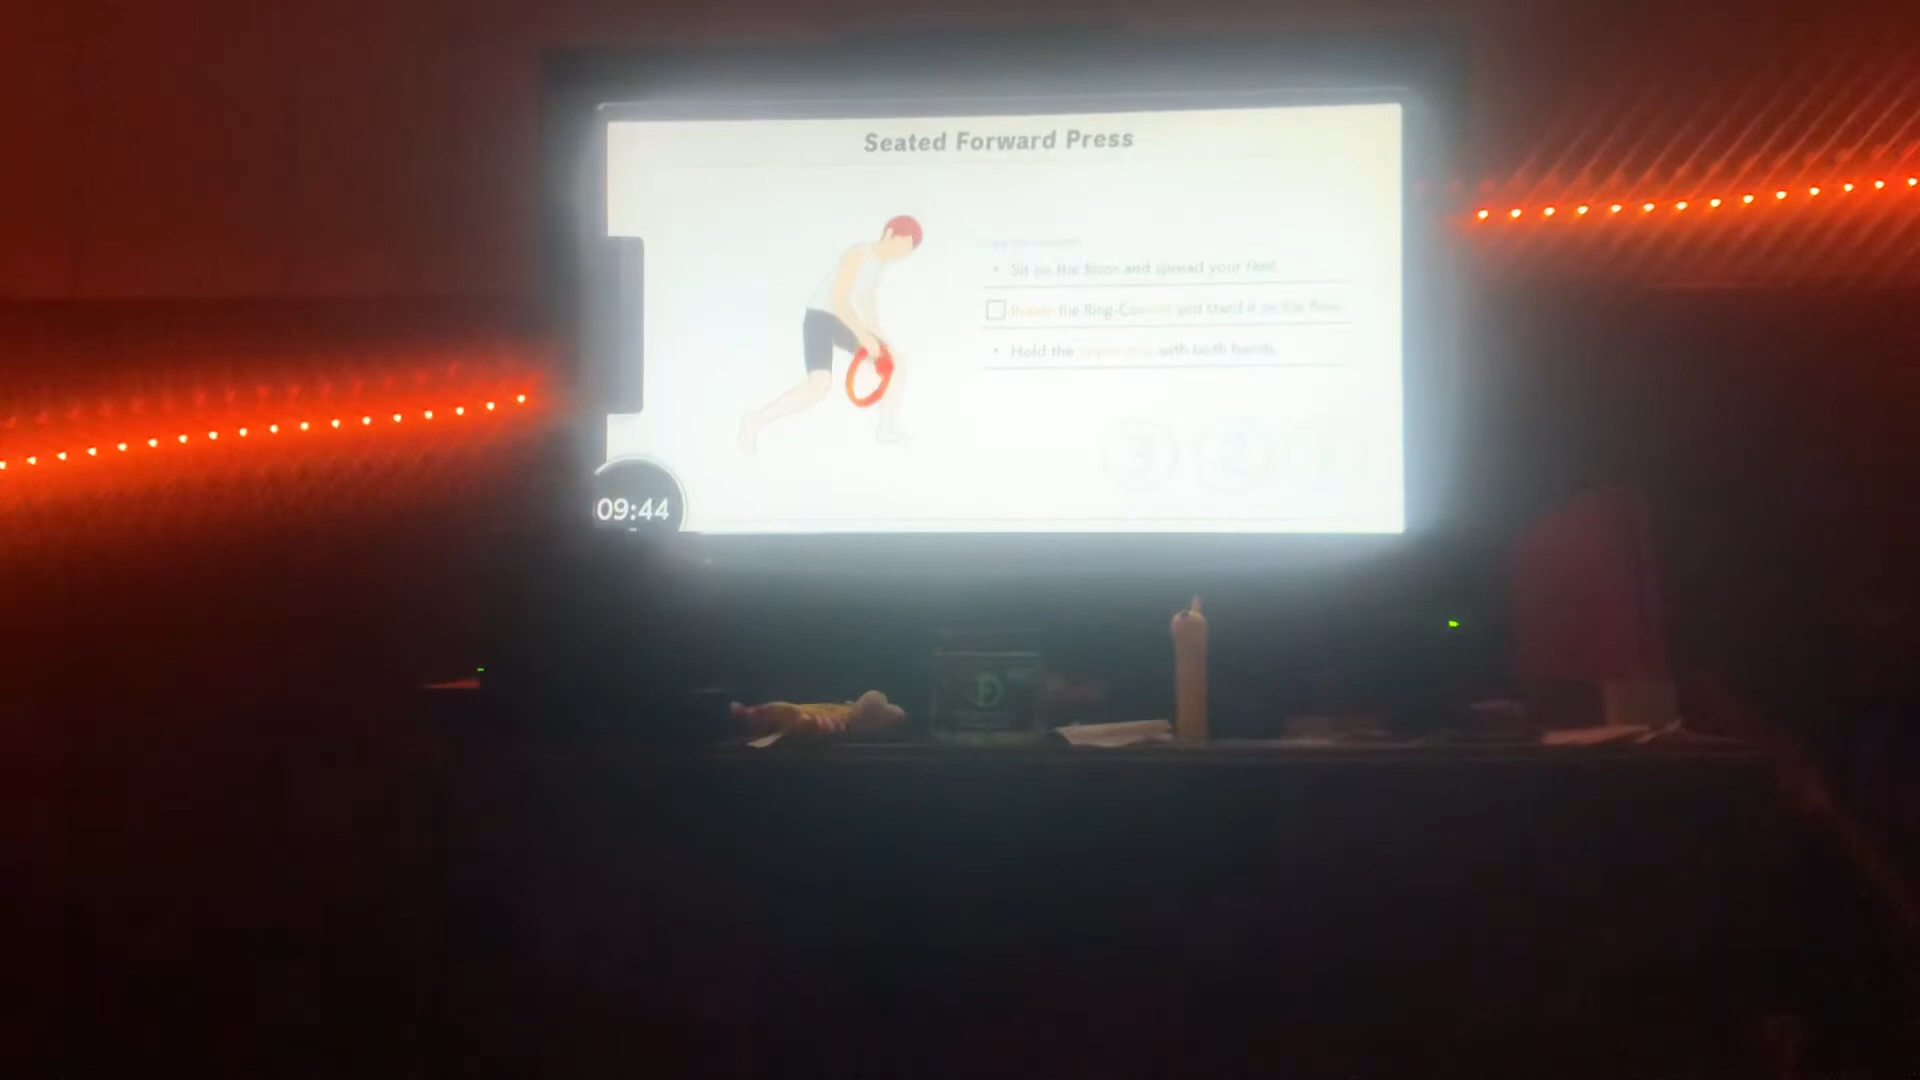 Seated Forward Press
Sit on the floor and spread your feet.
Rotate the Ring-Con and stand it on the floor.
Hold the with both hands.
09:44